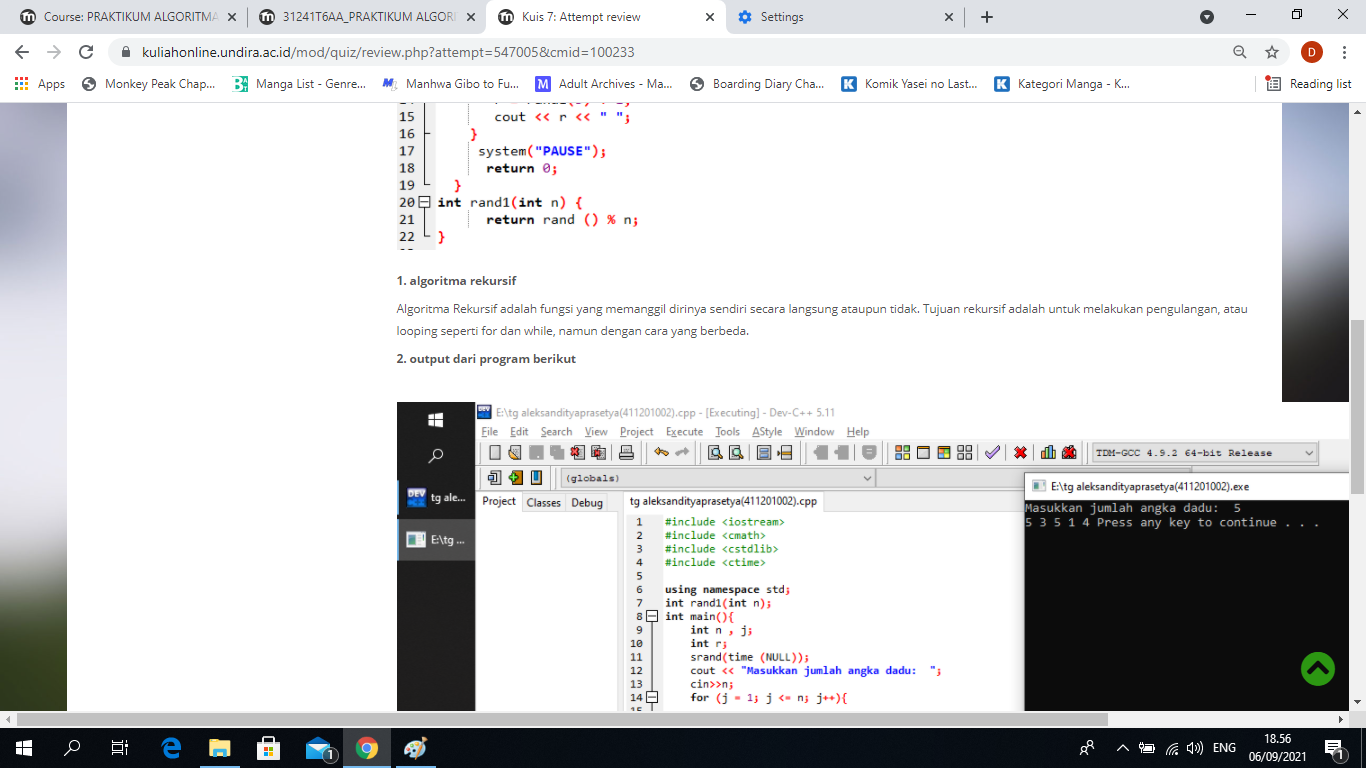 Course: PRAKTIKUM ALGORITMA
31241T6AA_PRAKTIKUM ALGORI
Kuis 7: Attempt review
Settings
kuliahonline.undira.ac.id/mod/quiz/review.php?attempt=547005&cmid=100233
D
Apps
Monkey Peak Chap...
Manga List - Genre...
Manhwa Gibo to Fu...
Adult Archives - Ma...
Boarding Diary Cha...
Komik Yasei no Last...
Kategori Manga - K...
Reading list
15 cout << r << " ";
16 }
17 system("PAUSE");
18 return 0;
19 }
20 int rand1(int n) {
21 return rand () % n;
22 }
1. algoritma rekursif
Algoritma Rekursif adalah fungsi yang memanggil dirinya sendiri secara langsung ataupun tidak. Tujuan rekursif adalah untuk melakukan pengulangan, atau
looping seperti for dan while, namun dengan cara yang berbeda.
2. output dari program berikut
E:\tg aleksandityaprasetya(411201002).cpp - [Executing] - Dev-C++ 5.11
File Edit Search View Project Execute Tools AStyle Window Help
TDM-GCC 4.9.2 64-bit Release
(globals)
DEV tg ale...
E:\tg ...
Project Classes Debug
tg aleksandityaprasetya(411201002).cpp
1 #include <iostream>
2 #include <cmath>
3 #include <cstdlib>
4 #include <ctime>
5
6 using namespace std;
7 int rand1(int n);
8 int main(){
9 int n , j;
10 int r;
11 srand(time (NULL));
12 cout << "Masukkan jumlah angka dadu:  ";
13 cin>>n;
14 for (j = 1; j <= n; j++){
E:\tg aleksandityaprasetya(411201002).exe
Masukkan jumlah angka dadu:  5
5 3 5 1 4 Press any key to continue . . .
ENG
18.56
06/09/2021
1
1